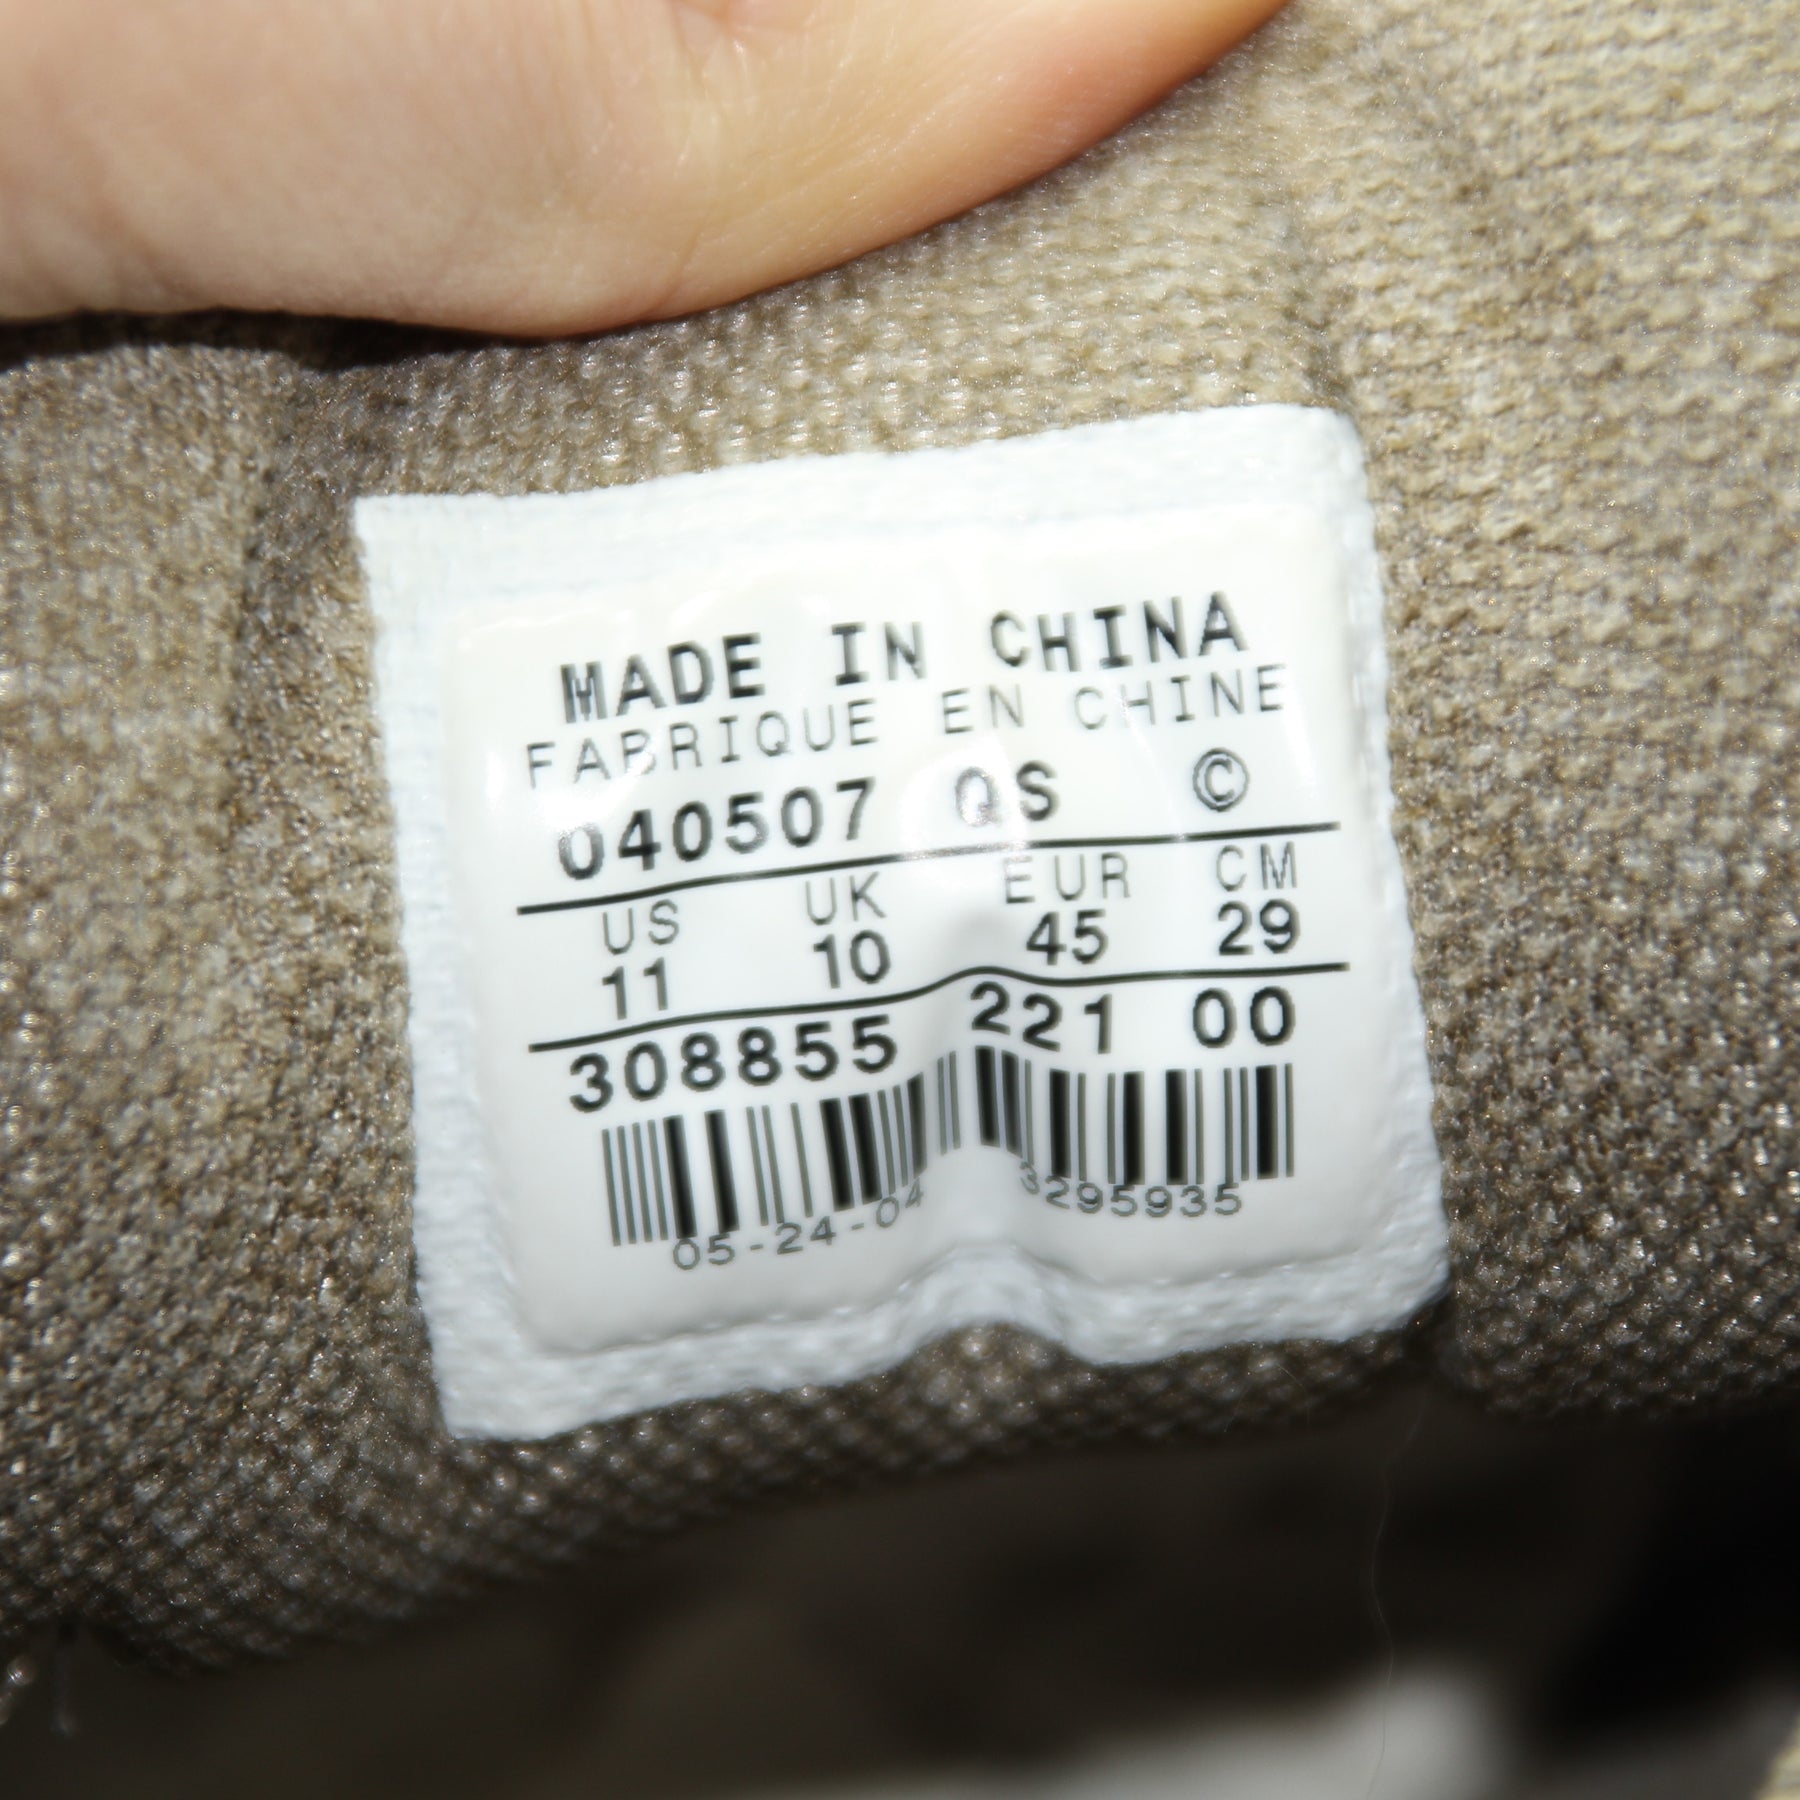 MADE IN CHINA
FABRIQUE EN CHINE
040507 QS ©
US UK EUR CM
11 10 45 29
308855 221 00
05-24-04 3295935